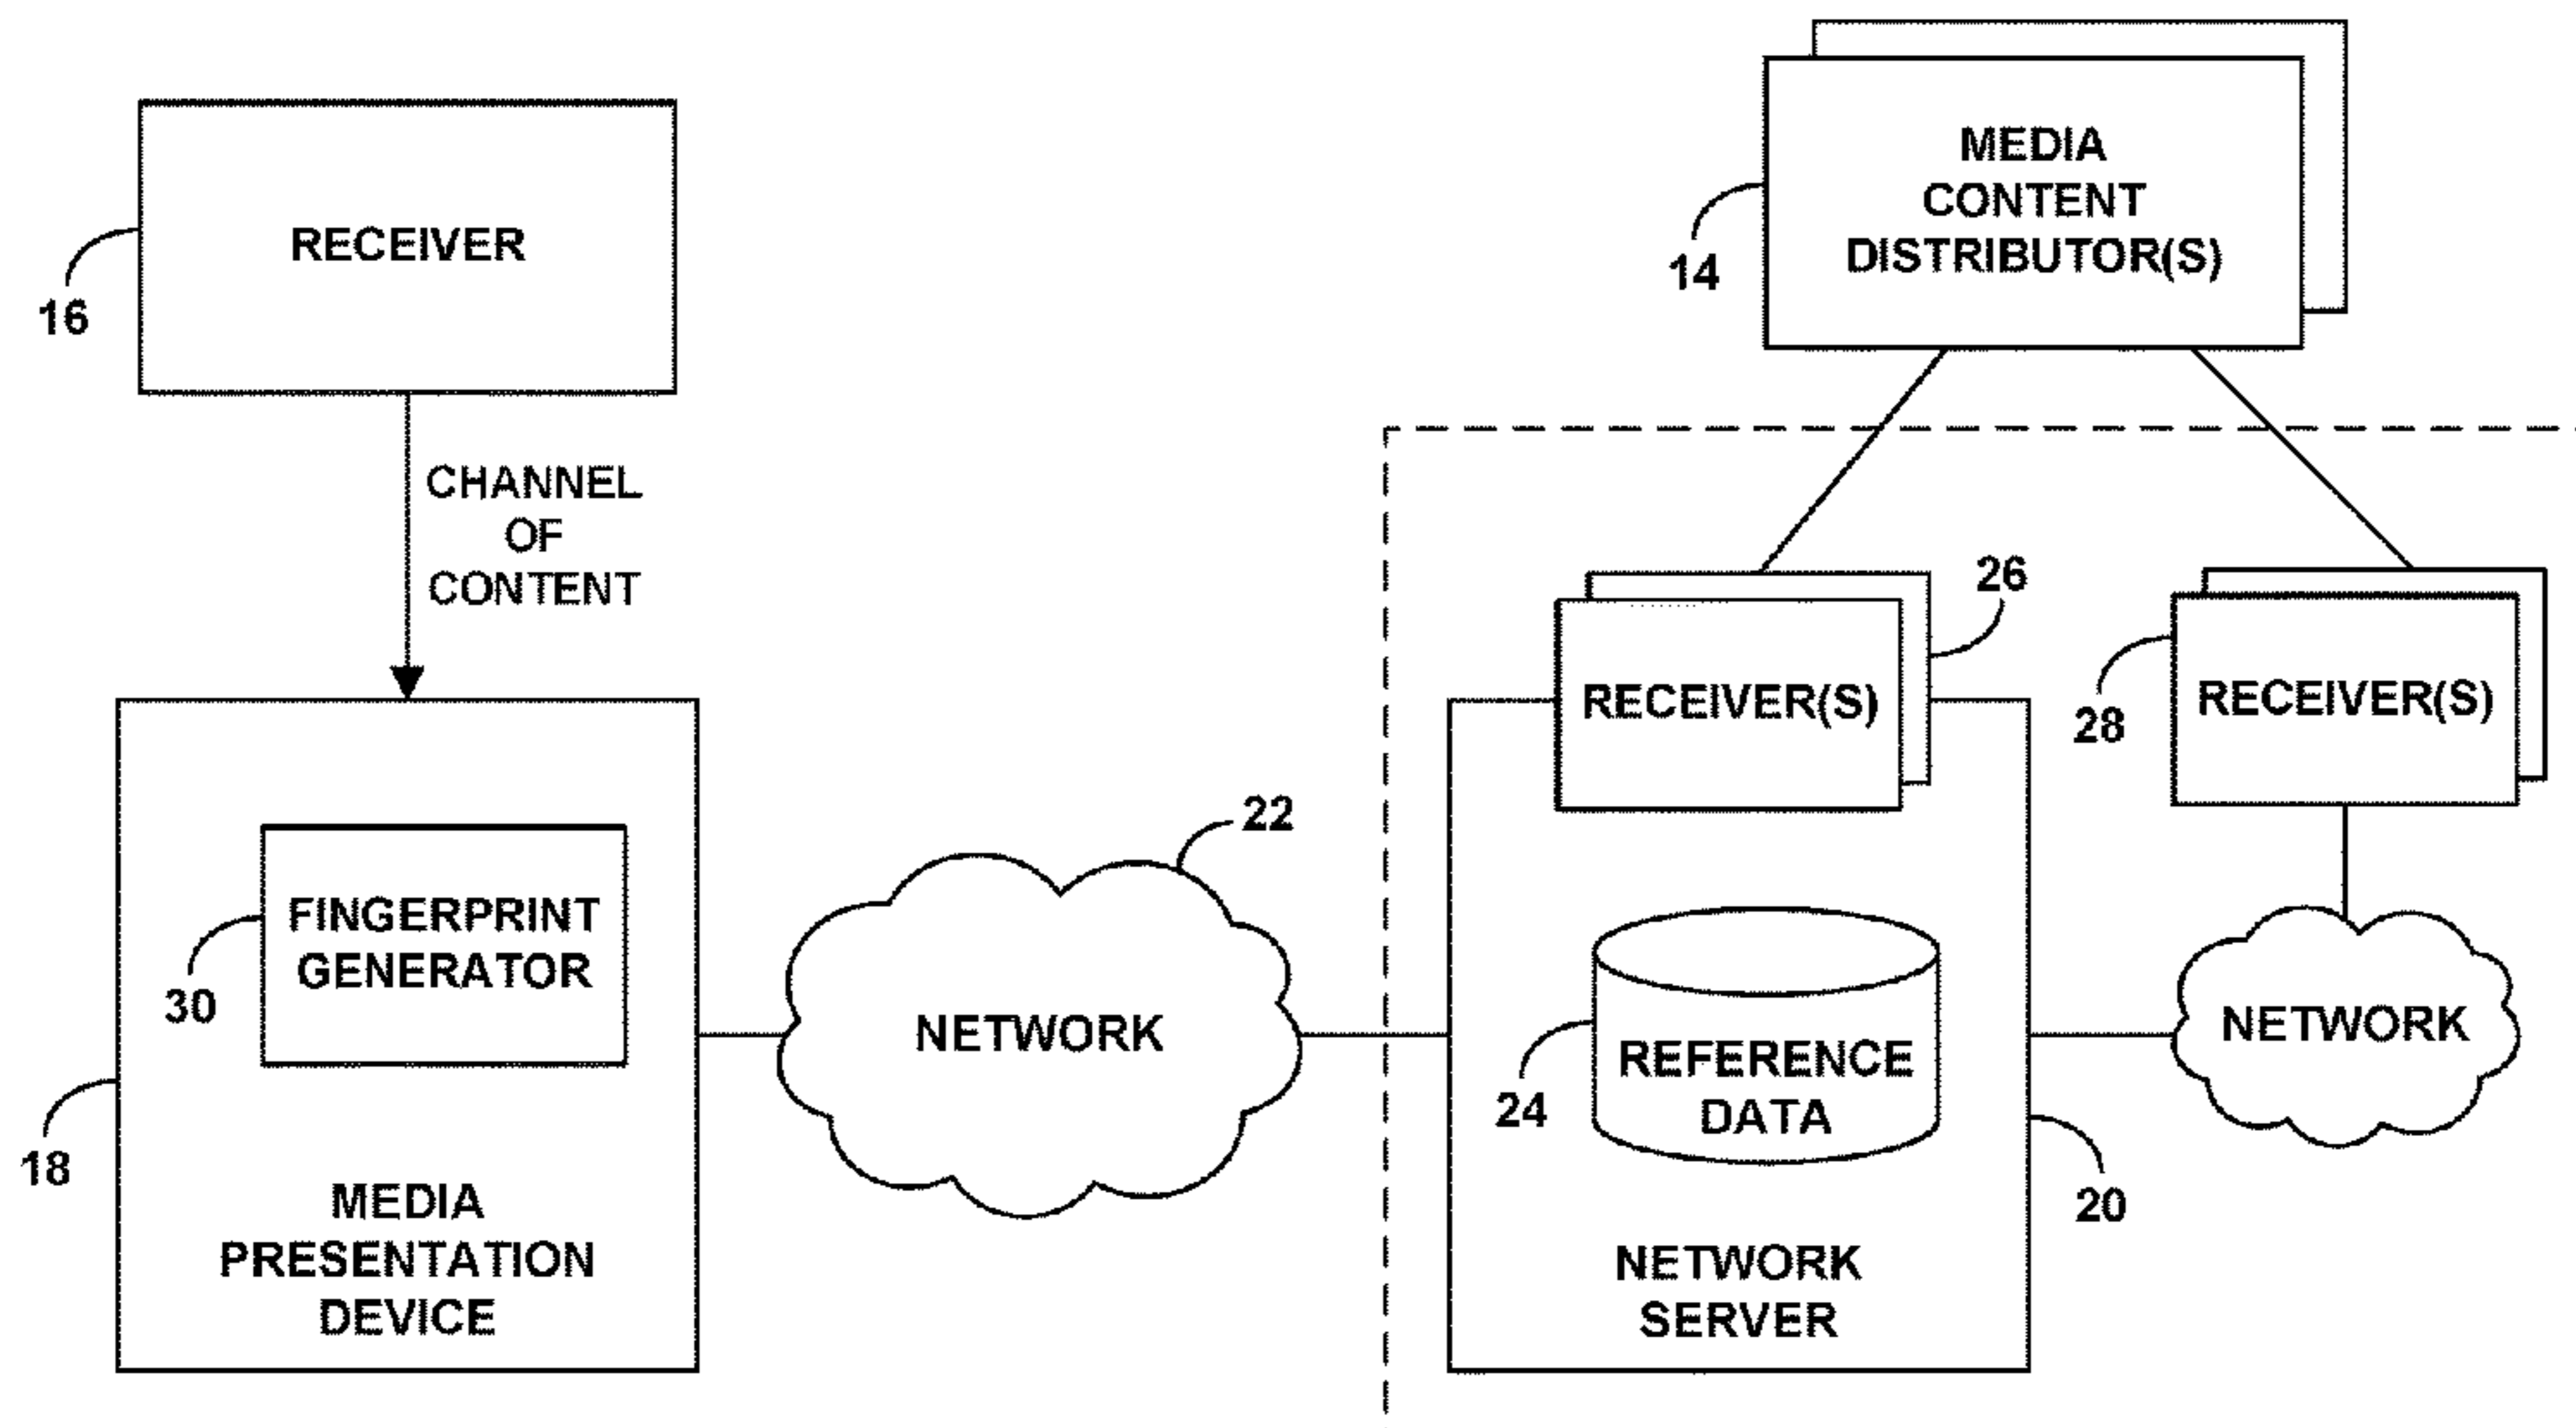 RECEIVER
16
CHANNEL
OF
CONTENT
FINGERPRINT
GENERATOR
30
18
MEDIA
PRESENTATION
DEVICE
22
NETWORK
MEDIA
CONTENT
DISTRIBUTOR(S)
14
26
RECEIVER(S)
28
RECEIVER(S)
24
REFERENCE
DATA
NETWORK
SERVER
20
NETWORK